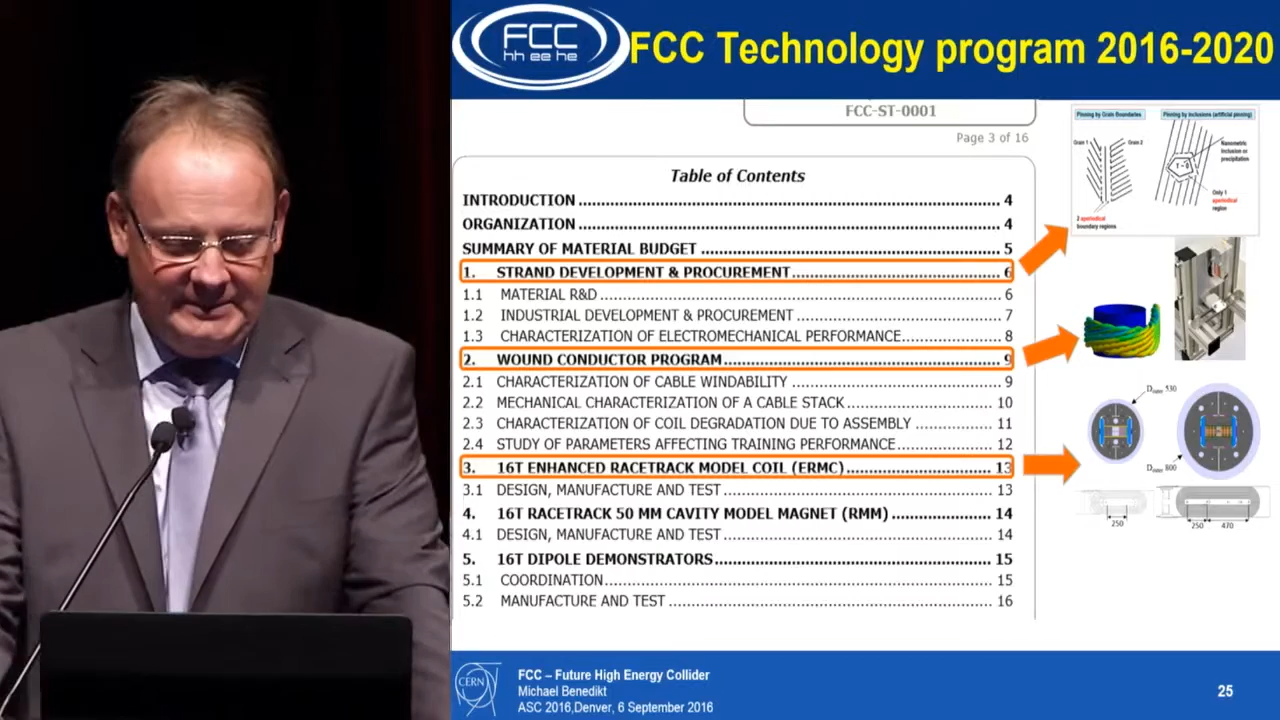 FCC
hh ee he
FCC Technology program 2016-2020
FCC-ST-0001
Page 3 of 16
Table of Contents
INTRODUCTION ........ 4
ORGANIZATION ........ 4
SUMMARY OF MATERIAL BUDGET ........ 5
1. STRAND DEVELOPMENT & PROCUREMENT ........ 6
1.1 MATERIAL R&D ........ 6
1.2 INDUSTRIAL DEVELOPMENT & PROCUREMENT ........ 7
1.3 CHARACTERIZATION OF ELECTROMECHANICAL PERFORMANCE ........ 8
2. WOUND CONDUCTOR PROGRAM ........ 9
2.1 CHARACTERIZATION OF CABLE WINDABILITY ........ 9
2.2 MECHANICAL CHARACTERIZATION OF A CABLE STACK ........ 10
2.3 CHARACTERIZATION OF COIL DEGRADATION DUE TO ASSEMBLY ........ 11
2.4 STUDY OF PARAMETERS AFFECTING TRAINING PERFORMANCE ........ 12
3. 16T ENHANCED RACETRACK MODEL COIL (ERMC) ........ 13
3.1 DESIGN, MANUFACTURE AND TEST ........ 13
4. 16T RACETRACK 50 MM CAVITY MODEL MAGNET (RMM) ........ 14
4.1 DESIGN, MANUFACTURE AND TEST ........ 14
5. 16T DIPOLE DEMONSTRATORS ........ 15
5.1 COORDINATION ........ 15
5.2 MANUFACTURE AND TEST ........ 16
Pinning by Grain Boundaries
Grain 1
Grain 2
2 aperiodical
boundary regions
Pinning by Inclusions (artificial pinning)
Nanometric
inclusion or
precipitation
Only 1
aperiodical
region
Douter 530
Douter 800
250
250 470
CERN
FCC – Future High Energy Collider
Michael Benedikt
ASC 2016,Denver, 6 September 2016
25